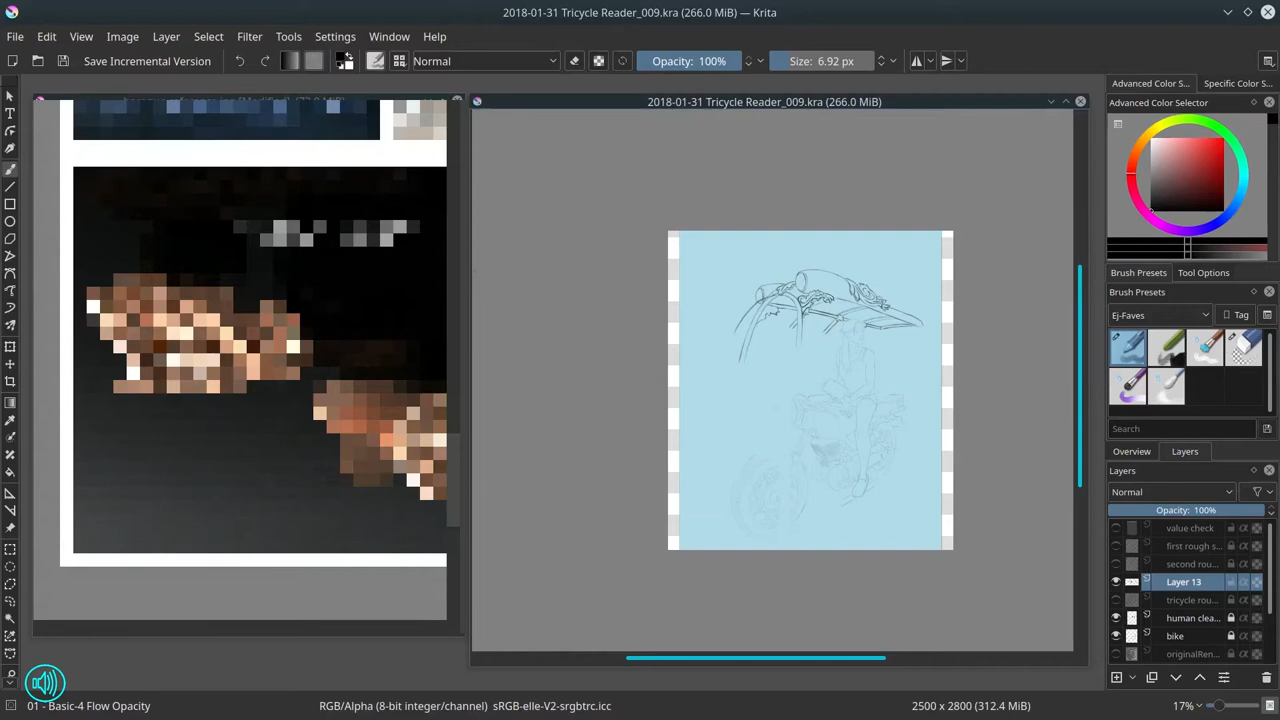 2018-01-31 Tricycle Reader_009.kra (266.0 MiB) — Krita
File Edit View Image Layer Select Filter Tools Settings Window Help
Save Incremental Version Normal Opacity: 100% Size: 6.92 px
Advanced Color S... Specific Color S...
2018-01-31 Tricycle Reader_009.kra (266.0 MiB)
Advanced Color Selector
Brush Presets Tool Options
Brush Presets
Ej-Faves Tag
Search
Overview Layers
Layers
Normal
Opacity: 100%
value check
first rough s...
second rou...
Layer 13
tricycle rou...
human clea...
bike
originalRen...
01 - Basic-4 Flow Opacity RGB/Alpha (8-bit integer/channel) sRGB-elle-V2-srgbtrc.icc 2500 x 2800 (312.4 MiB) 17%